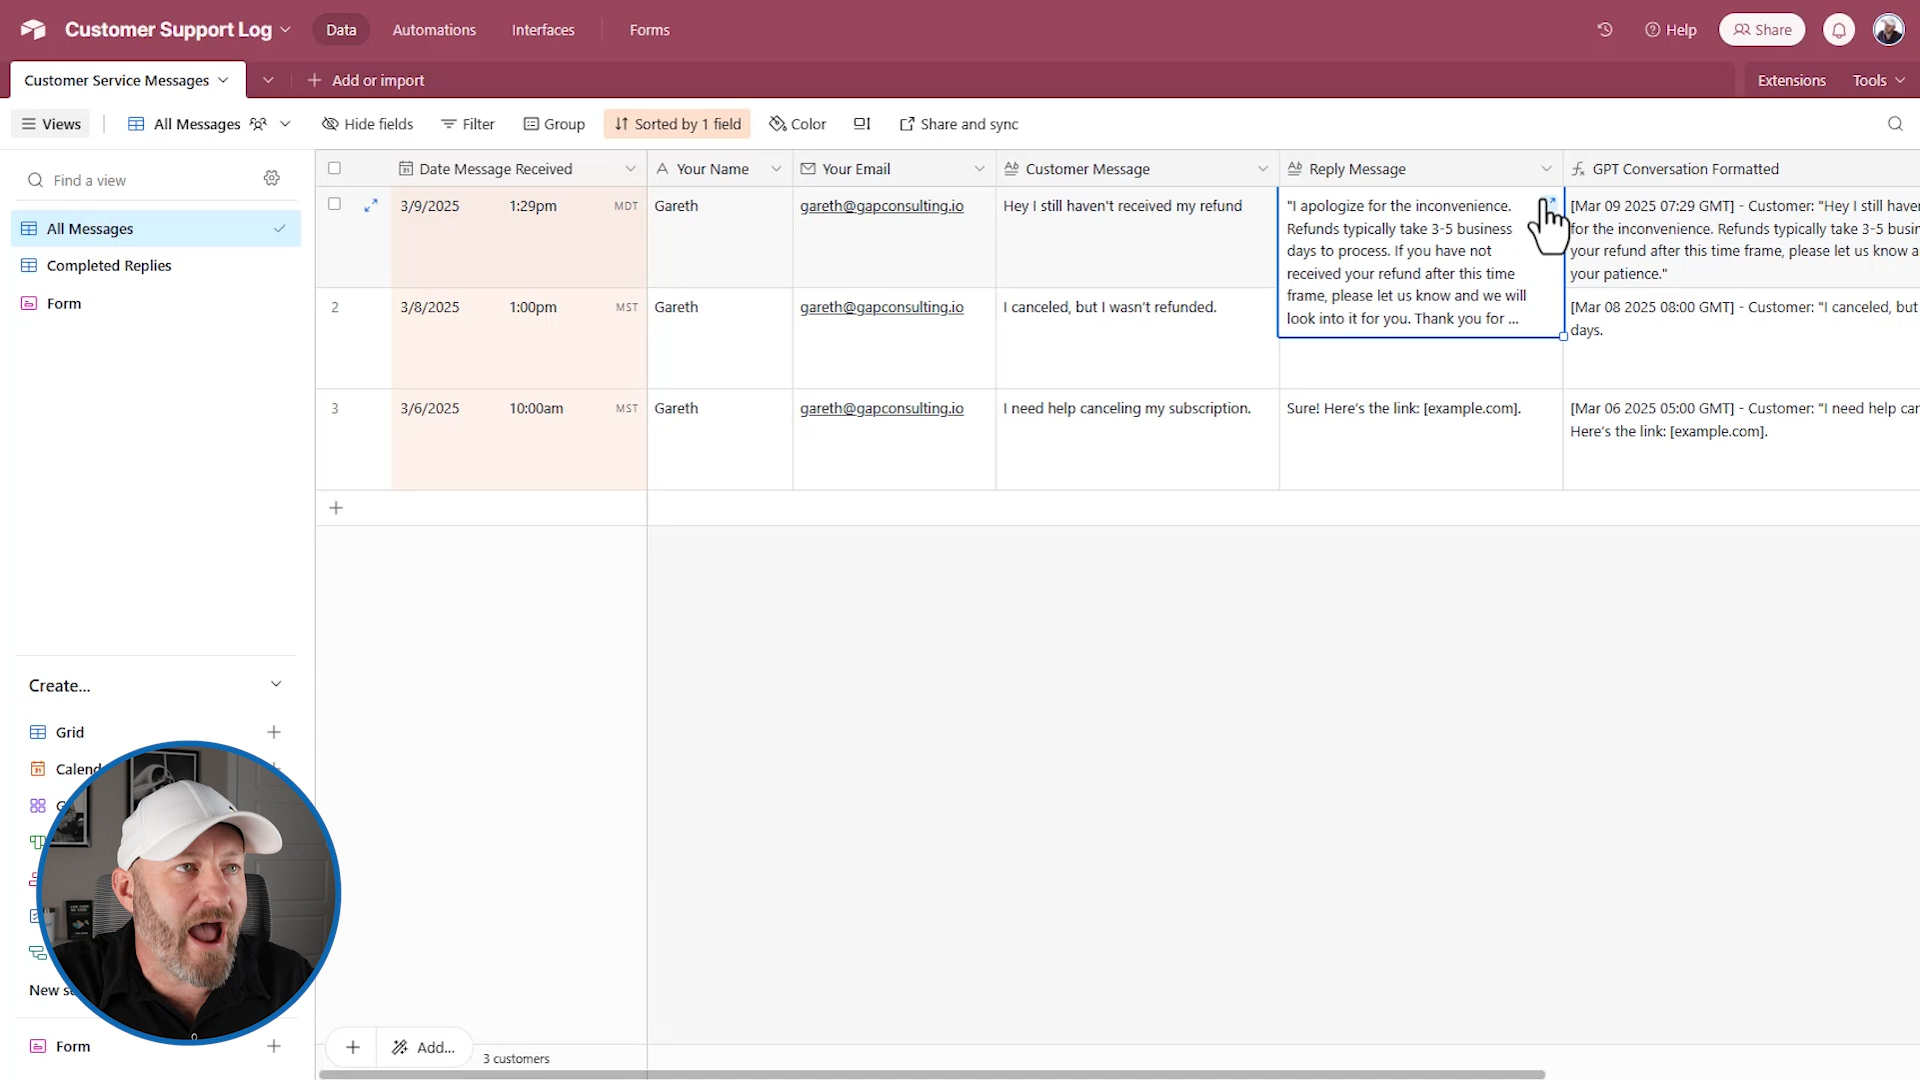 Customer Support Log
Data
Automations
Interfaces
Forms
Help
Share
Customer Service Messages
Add or import
Extensions
Tools
Views
All Messages
Hide fields
Filter
Group
Sorted by 1 field
Color
Share and sync
Find a view
All Messages
Completed Replies
Form
Create...
Grid
Calend
New s
Form
Date Message Received
Your Name
Your Email
Customer Message
Reply Message
GPT Conversation Formatted
3/9/2025 1:29pm MDT
Gareth
gareth@gapconsulting.io
Hey I still haven't received my refund
"I apologize for the inconvenience.
Refunds typically take 3-5 business
days to process. If you have not
received your refund after this time
frame, please let us know and we will
look into it for you. Thank you for ...
[Mar 09 2025 07:29 GMT] - Customer: "Hey I still haven
for the inconvenience. Refunds typically take 3-5 busin
your refund after this time frame, please let us know a
your patience."
2
3/8/2025 1:00pm MST
Gareth
gareth@gapconsulting.io
I canceled, but I wasn't refunded.
[Mar 08 2025 08:00 GMT] - Customer: "I canceled, but
days.
3
3/6/2025 10:00am MST
Gareth
gareth@gapconsulting.io
I need help canceling my subscription.
Sure! Here's the link: [example.com].
[Mar 06 2025 05:00 GMT] - Customer: "I need help can
Here's the link: [example.com].
Add...
3 customers